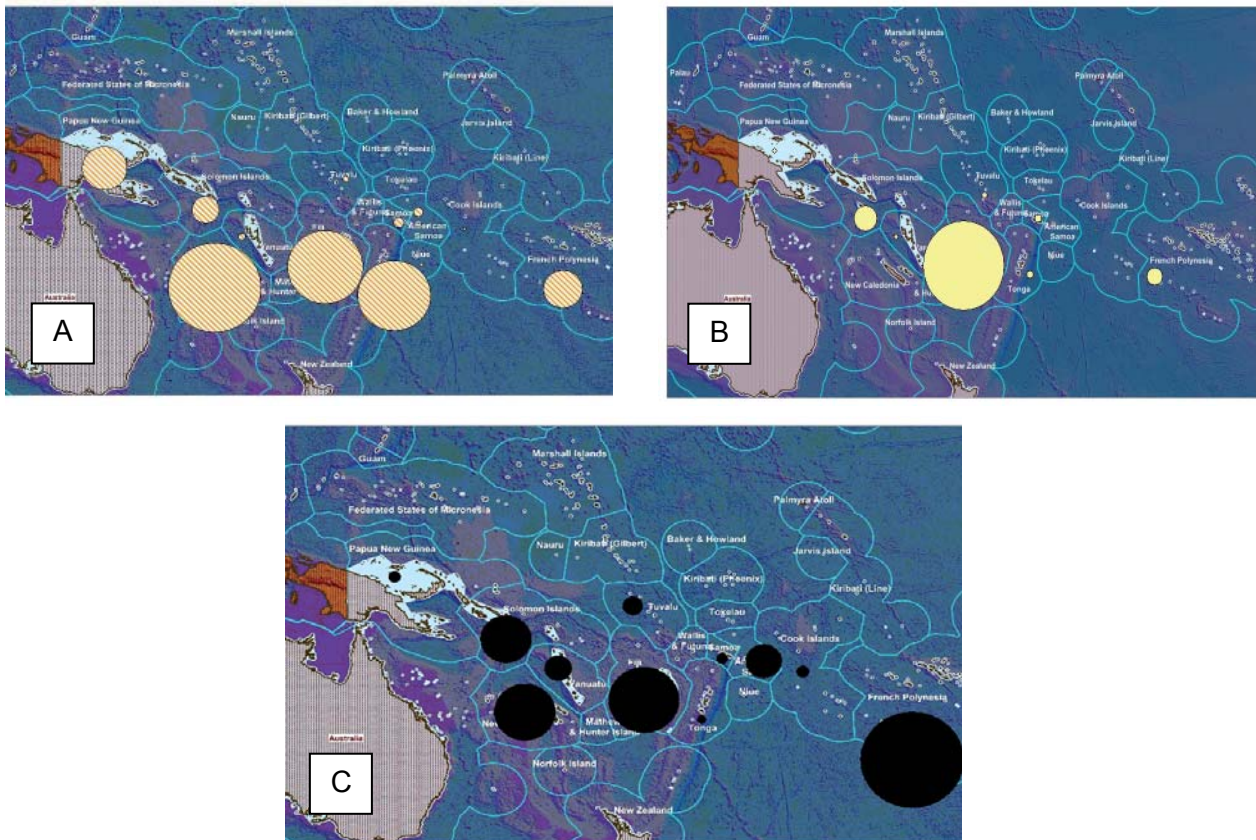 Guam
Marshall Islands
Palmyra Atoll
Federated States of Micronesia
Baker & Howland
Nauru
Kiribati (Gilbert)
Jarvis Island
Papua New Guinea
Kiribati (Phoenix)
Kiribati (Line)
Solomon Islands
Tuvalu
Tokelau
Wallis
& Futuna
Samoa
Cook Islands
American
Samoa
Fiji
Niue
French Polynesia
& Hunter
Australia
New Zealand
A
Guam
Marshall Islands
Palau
Palmyra Atoll
Federated States of Micronesia
Baker & Howland
Nauru
Kiribati (Gilbert)
Jarvis Island
Papua New Guinea
Kiribati (Phoenix)
Kiribati (Line)
Solomon Islands
Tuvalu
Tokelau
Wallis
& Futuna
Cook Islands
American
Samoa
Niue
French Polynesia
New Caledonia
Tonga
Australia
Norfolk Island
New Zealand
B
Guam
Marshall Islands
Palmyra Atoll
Federated States of Micronesia
Baker & Howland
Papua New Guinea
Nauru
Kiribati (Gilbert)
Jarvis Island
Kiribati (Phoenix)
Kiribati (Line)
Solomon Islands
Tuvalu
Tokelau
Wallis
& Futuna
Samoa
Cook Islands
Fiji
Vanuatu
Niue
French Polynesia
& Hunter Island
Tonga
Australia
Norfolk Island
New Zealand
C